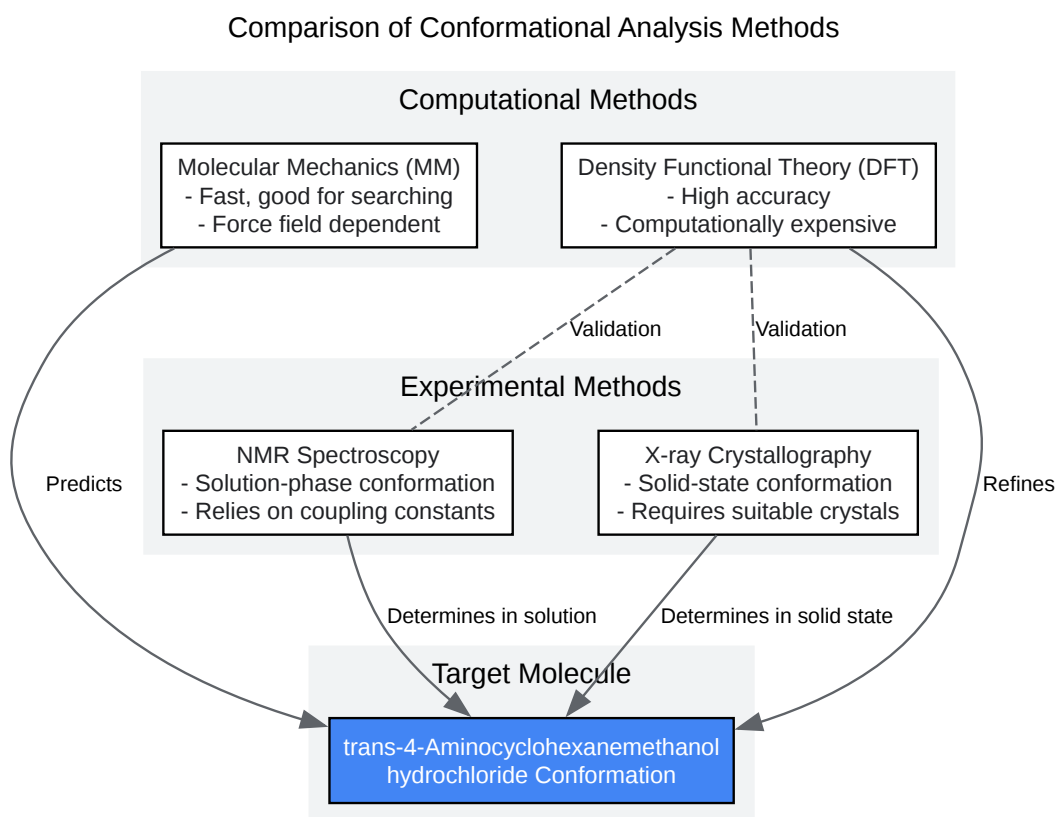 Comparison of Conformational Analysis Methods
Computational Methods
Molecular Mechanics (MM)
- Fast, good for searching
- Force field dependent
Density Functional Theory (DFT)
- High accuracy
- Computationally expensive
Validation
Validation
Experimental Methods
NMR Spectroscopy
- Solution-phase conformation
- Relies on coupling constants
X-ray Crystallography
- Solid-state conformation
- Requires suitable crystals
Predicts
Refines
Determines in solution
Determines in solid state
Target Molecule
trans-4-Aminocyclohexanemethanol
hydrochloride Conformation